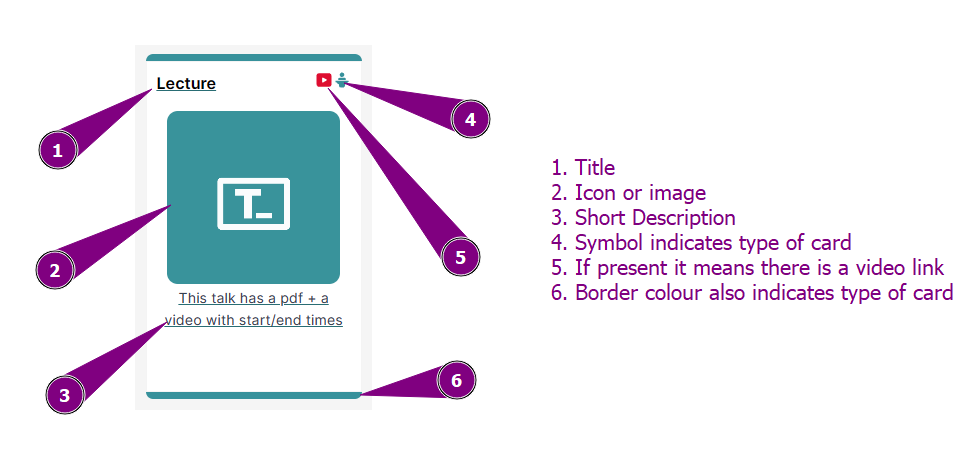 Lecture
T_
This talk has a pdf + a
video with start/end times
1
2
3
4
5
6
1. Title
2. Icon or image
3. Short Description
4. Symbol indicates type of card
5. If present it means there is a video link
6. Border colour also indicates type of card